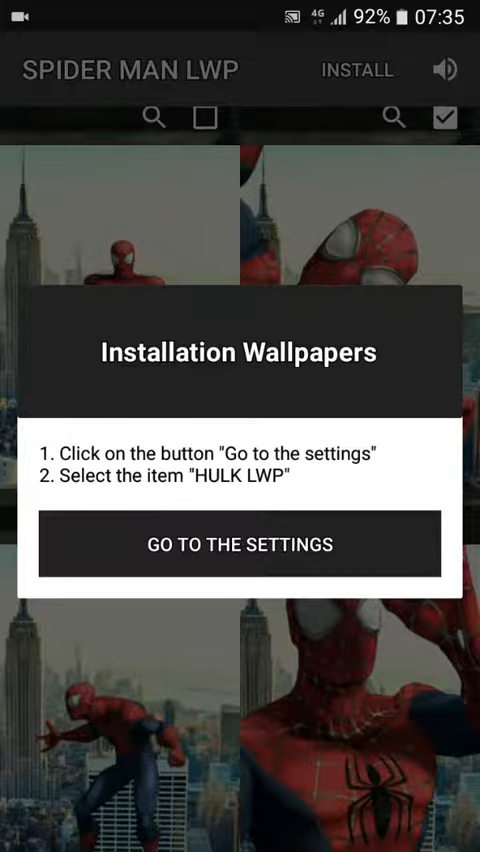 4G 92% 07:35
SPIDER MAN LWP INSTALL
Installation Wallpapers
1. Click on the button "Go to the settings"
2. Select the item "HULK LWP"
GO TO THE SETTINGS